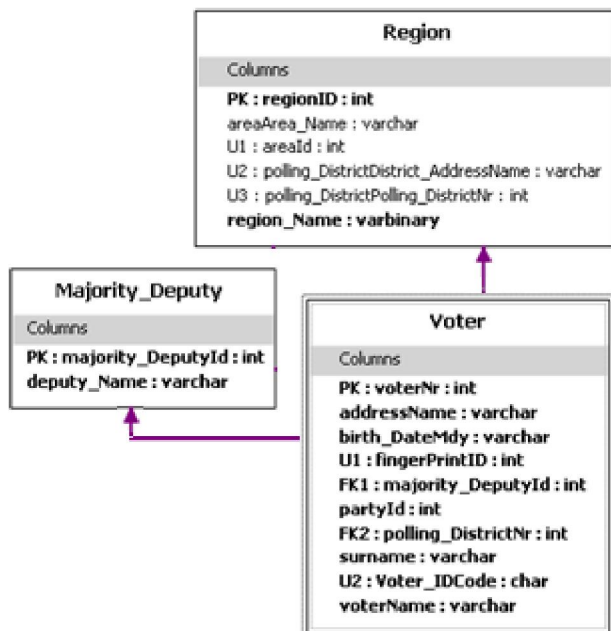 Region
Columns
PK : regionID : int
areaArea_Name : varchar
U1 : areaId : int
U2 : polling_DistrictDistrict_AddressName : varchar
U3 : polling_DistrictPolling_DistrictNr : int
region_Name : varbinary
Majority_Deputy
Columns
PK : majority_DeputyId : int
deputy_Name : varchar
Voter
Columns
PK : voterNr : int
addressName : varchar
birth_DateMdy : varchar
U1 : fingerPrintID : int
FK1 : majority_DeputyId : int
partyId : int
FK2 : polling_DistrictNr : int
surname : varchar
U2 : Voter_IDCode : char
voterName : varchar